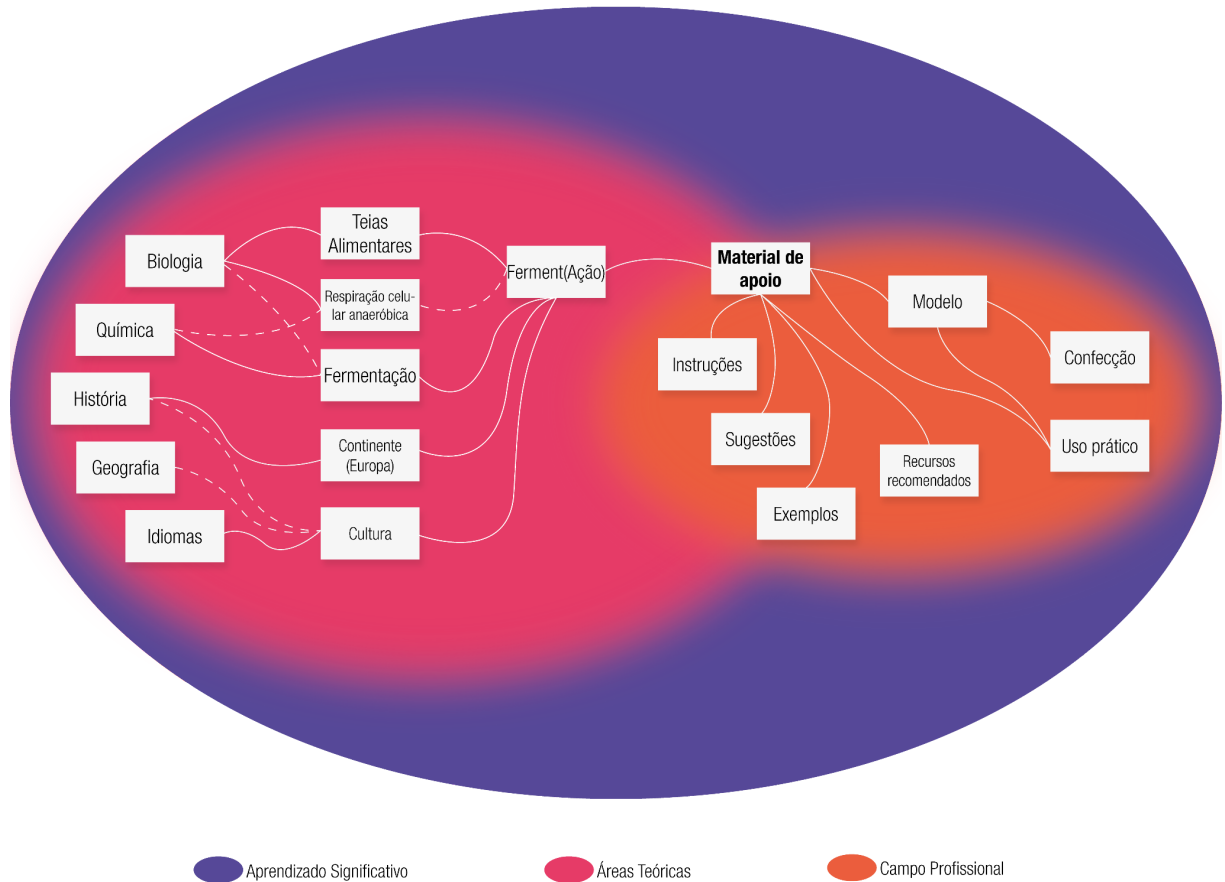 Teias
Alimentares
Biologia
Ferment(Ação)
Material de
apoio
Respiração celu-
lar anaeróbica
Modelo
Química
Fermentação
Instruções
Confecção
História
Continente
(Europa)
Sugestões
Geografia
Recursos
recomendados
Uso prático
Idiomas
Cultura
Exemplos
Aprendizado Significativo
Áreas Teóricas
Campo Profissional